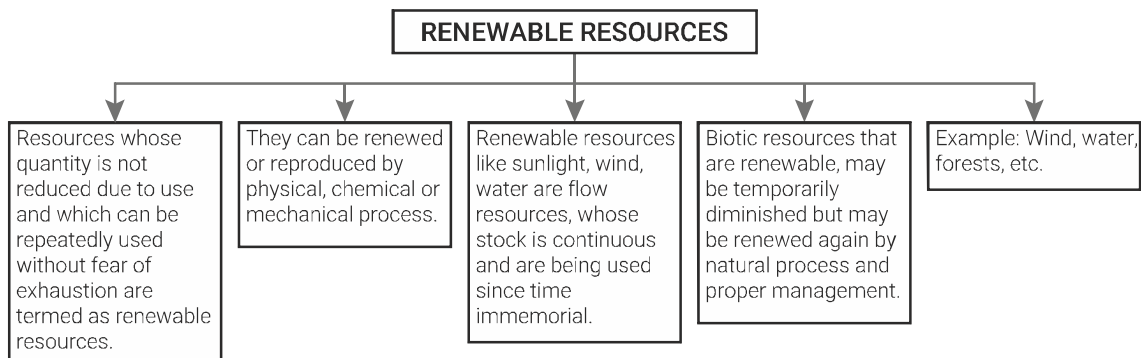 RENEWABLE RESOURCES
Resources whose
quantity is not
reduced due to use
and which can be
repeatedly used
without fear of
exhaustion are
termed as renewable
resources.
They can be renewed
or reproduced by
physical, chemical or
mechanical process.
Renewable resources
like sunlight, wind,
water are flow
resources, whose
stock is continuous
and are being used
since time
immemorial.
Biotic resources that
are renewable, may
be temporarily
diminished but may
be renewed again by
natural process and
proper management.
Example: Wind, water,
forests, etc.